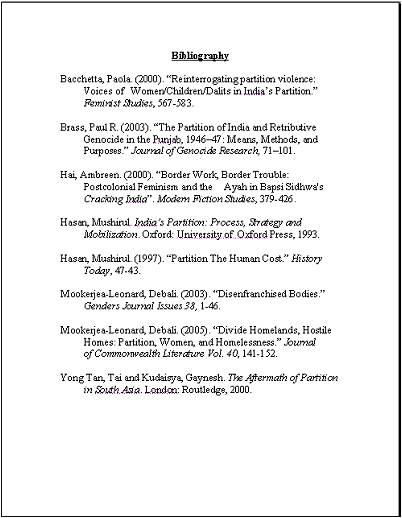 Bibliography
Bacchetta, Paola. (2000). “Reinterrogating partition violence:
Voices of Women/Children/Dalits in India’s Partition.”
Feminist Studies, 567-583.
Brass, Paul R. (2003). “The Partition of India and Retributive
Genocide in the Punjab, 1946–47: Means, Methods, and
Purposes.” Journal of Genocide Research, 71–101.
Hai, Ambreen. (2000). “Border Work, Border Trouble:
Postcolonial Feminism and the Ayah in Bapsi Sidhwa's
Cracking India”. Modern Fiction Studies, 379-426.
Hasan, Mushirul. India’s Partition: Process, Strategy and
Mobilization. Oxford: University of Oxford Press, 1993.
Hasan, Mushirul. (1997). “Partition The Human Cost.” History
Today, 47-43.
Mookerjea-Leonard, Debali. (2003). “Disenfranchised Bodies.”
Genders Journal Issues 38, 1-46.
Mookerjea-Leonard, Debali. (2005). “Divide Homelands, Hostile
Homes: Partition, Women, and Homelessness.” Journal
of Commonwealth Literature Vol. 40, 141-152.
Yong Tan, Tai and Kudaisya, Gaynesh. The Aftermath of Partition
in South Asia. London: Routledge, 2000.